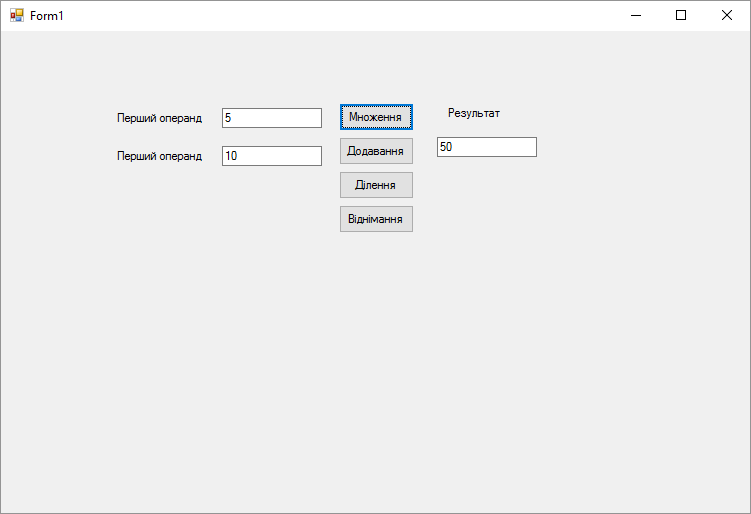 Form1
Перший операнд
5
Множення
Результат
Додавання
50
Перший операнд
10
Ділення
Віднімання